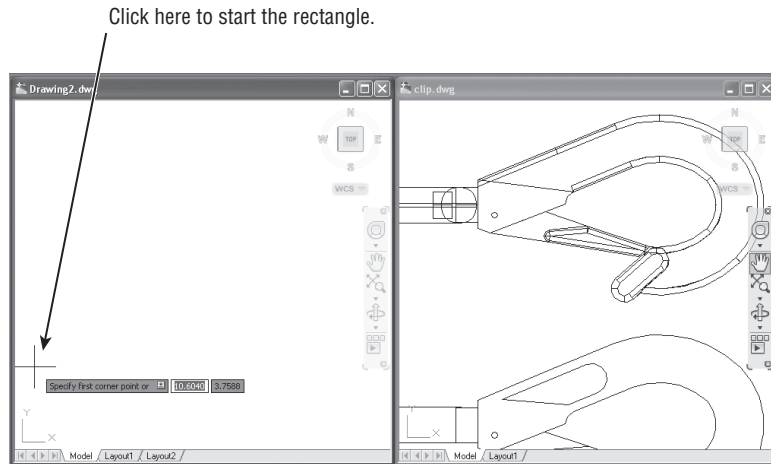 Click here to start the rectangle.
Drawing2.dwg
clip.dwg
N
W TOP E
S
WCS
N
W TOP E
S
WCS
Specify first corner point or 10.6040 3.7588
Y
X
Y
X
Model Layout1 Layout2
Model Layout1